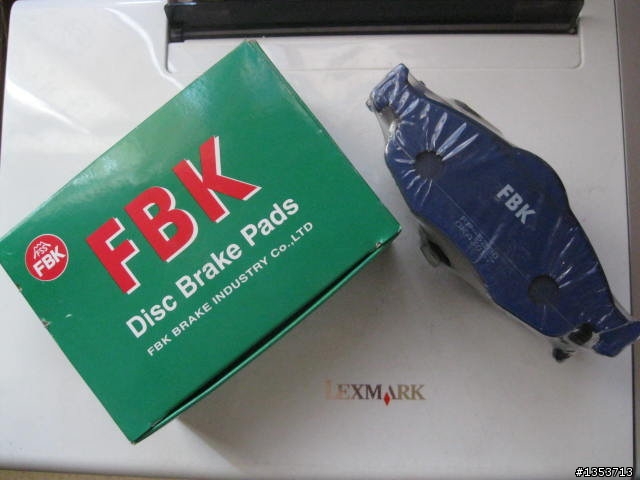 FBK
FBK
Disc Brake Pads
FBK BRAKE INDUSTRY Co.,LTD
FBK
LEXMARK
#1353713